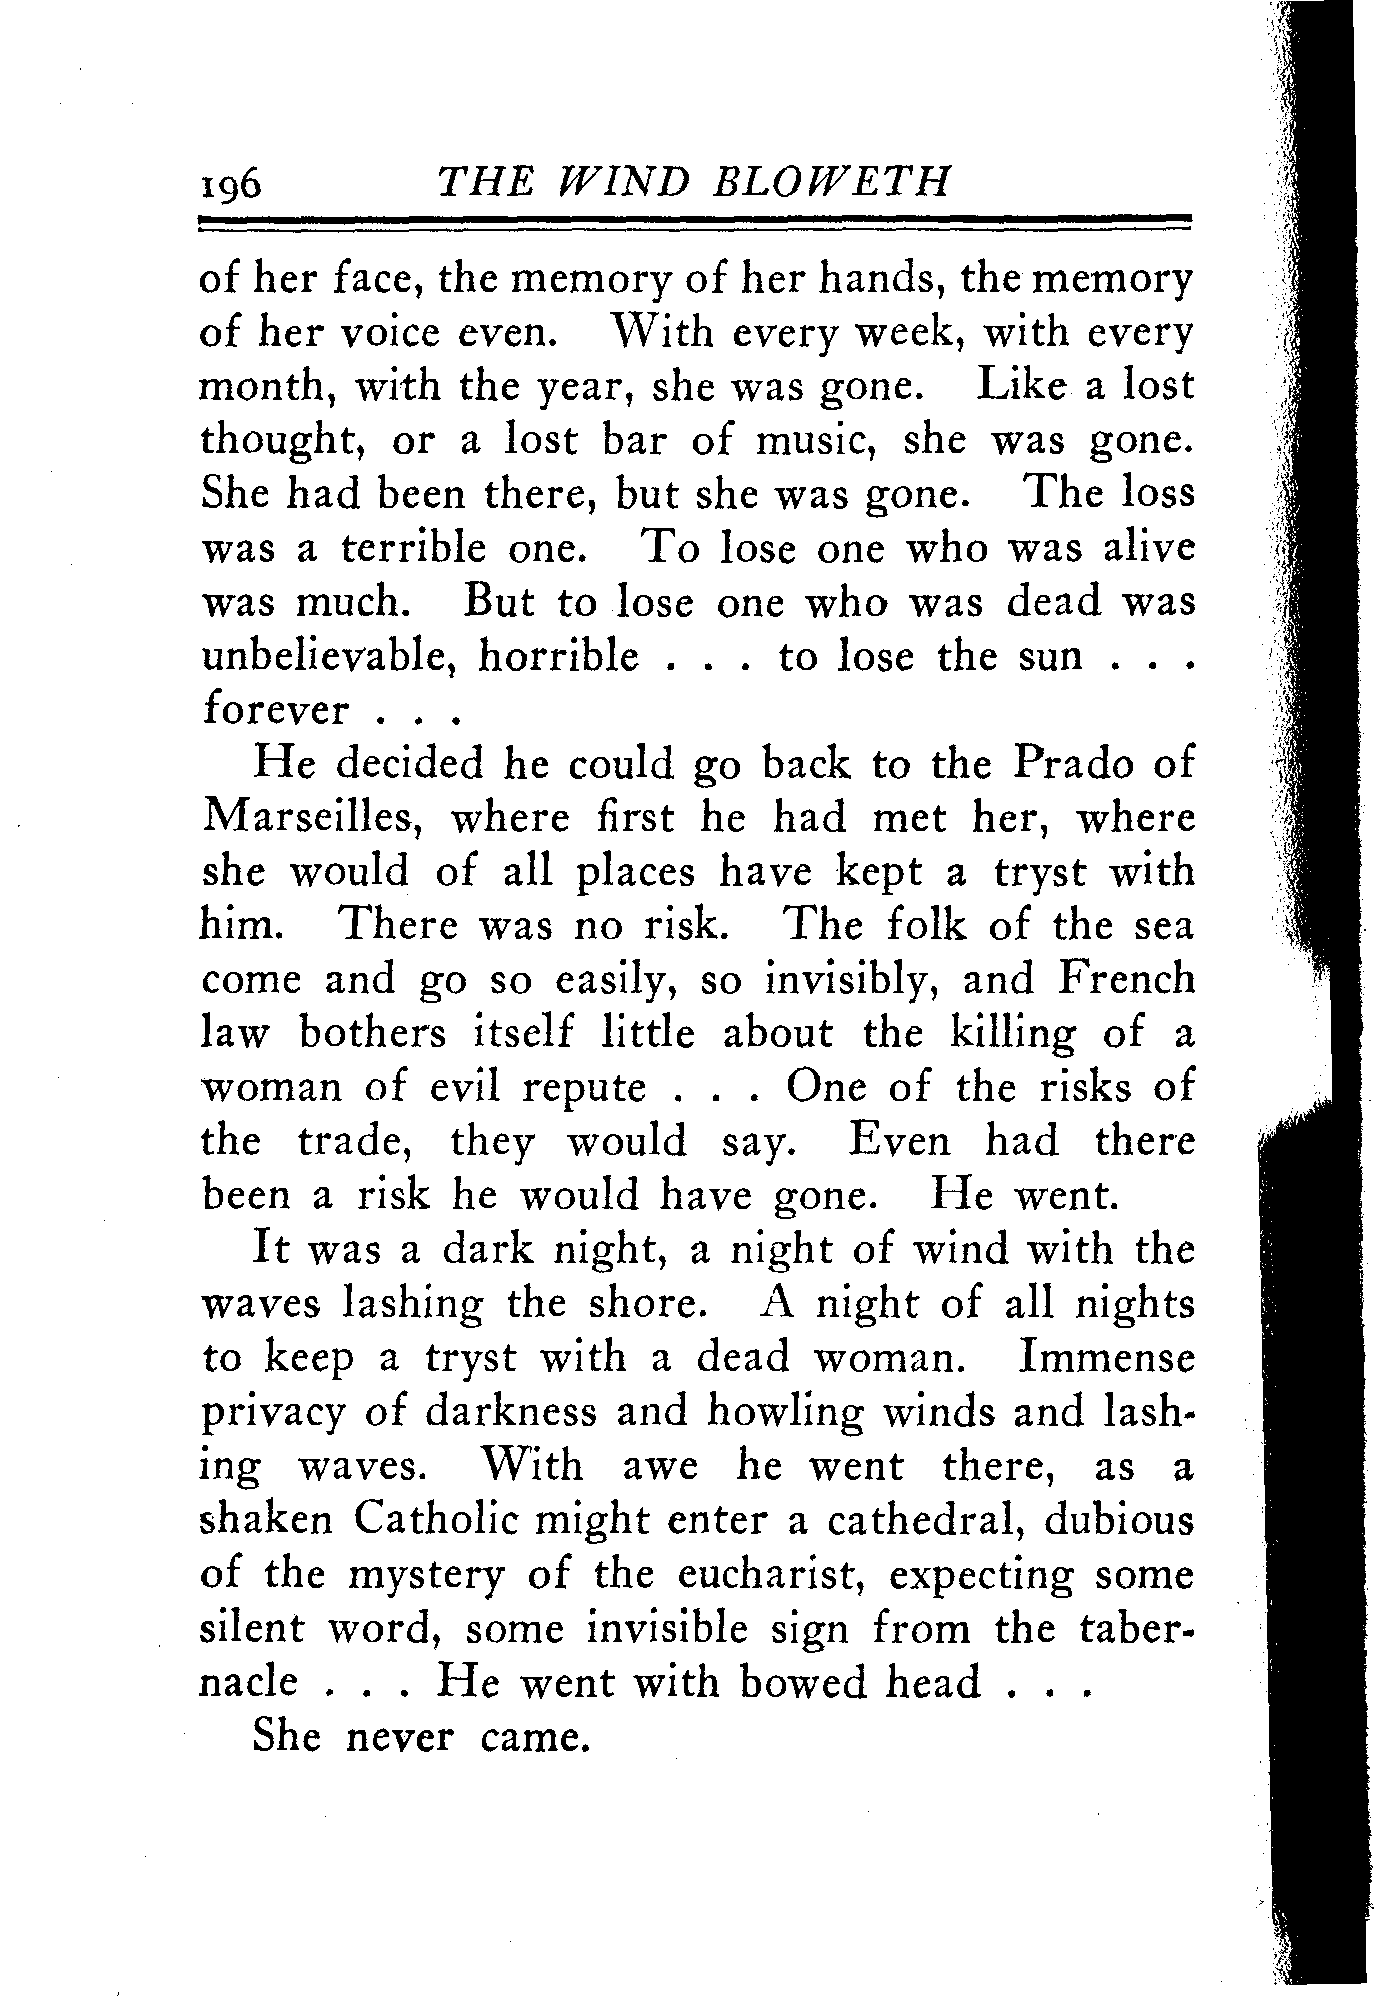 196 THE WIND BLOWETH
of her face, the memory of her hands, the memory
of her voice even. With every week, with every
month, with the year, she was gone. Like a lost
thought, or a lost bar of music, she was gone.
She had been there, but she was gone. The loss
was a terrible one. To lose one who was alive
was much. But to lose one who was dead was
unbelievable, horrible . . . to lose the sun . . .
forever . . .
He decided he could go back to the Prado of
Marseilles, where first he had met her, where
she would of all places have kept a tryst with
him. There was no risk. The folk of the sea
come and go so easily, so invisibly, and French
law bothers itself little about the killing of a
woman of evil repute . . . One of the risks of
the trade, they would say. Even had there
been a risk he would have gone. He went.
It was a dark night, a night of wind with the
waves lashing the shore. A night of all nights
to keep a tryst with a dead woman. Immense
privacy of darkness and howling winds and lash-
ing waves. With awe he went there, as a
shaken Catholic might enter a cathedral, dubious
of the mystery of the eucharist, expecting some
silent word, some invisible sign from the taber-
nacle . . . He went with bowed head . . .
She never came.